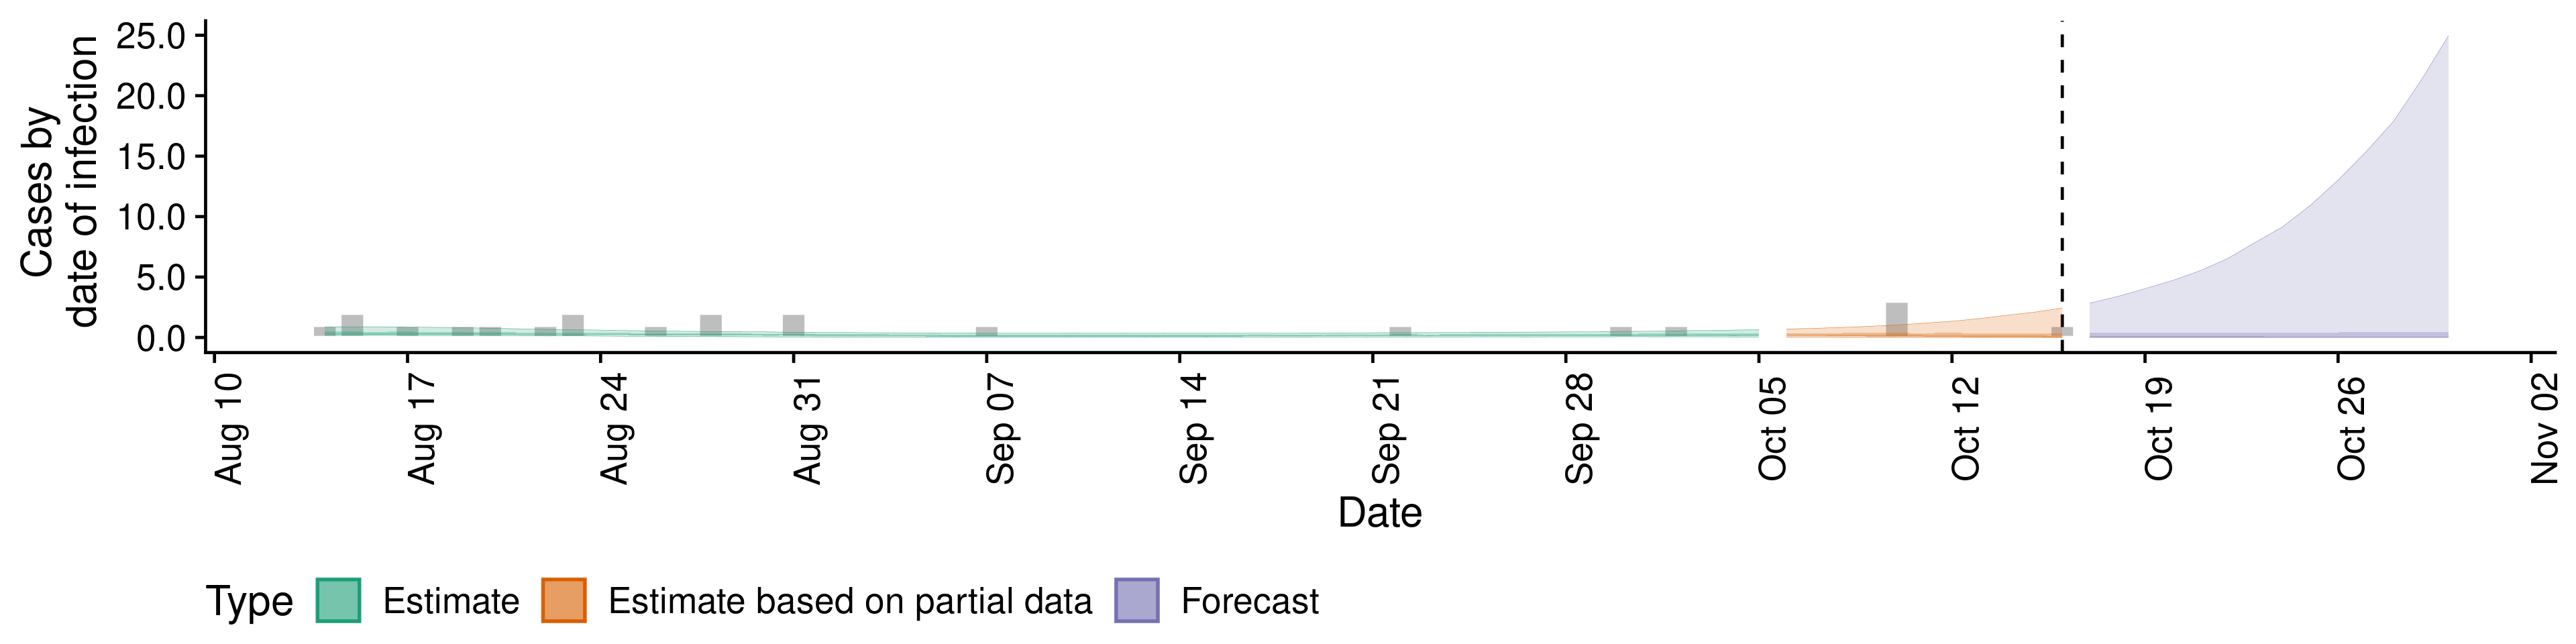 Cases by
date of infection
25.0
20.0
15.0
10.0
5.0
0.0
Aug 10
Aug 17
Aug 24
Aug 31
Sep 07
Sep 14
Sep 21
Sep 28
Oct 05
Oct 12
Oct 19
Oct 26
Nov 02
Date
Type Estimate Estimate based on partial data Forecast